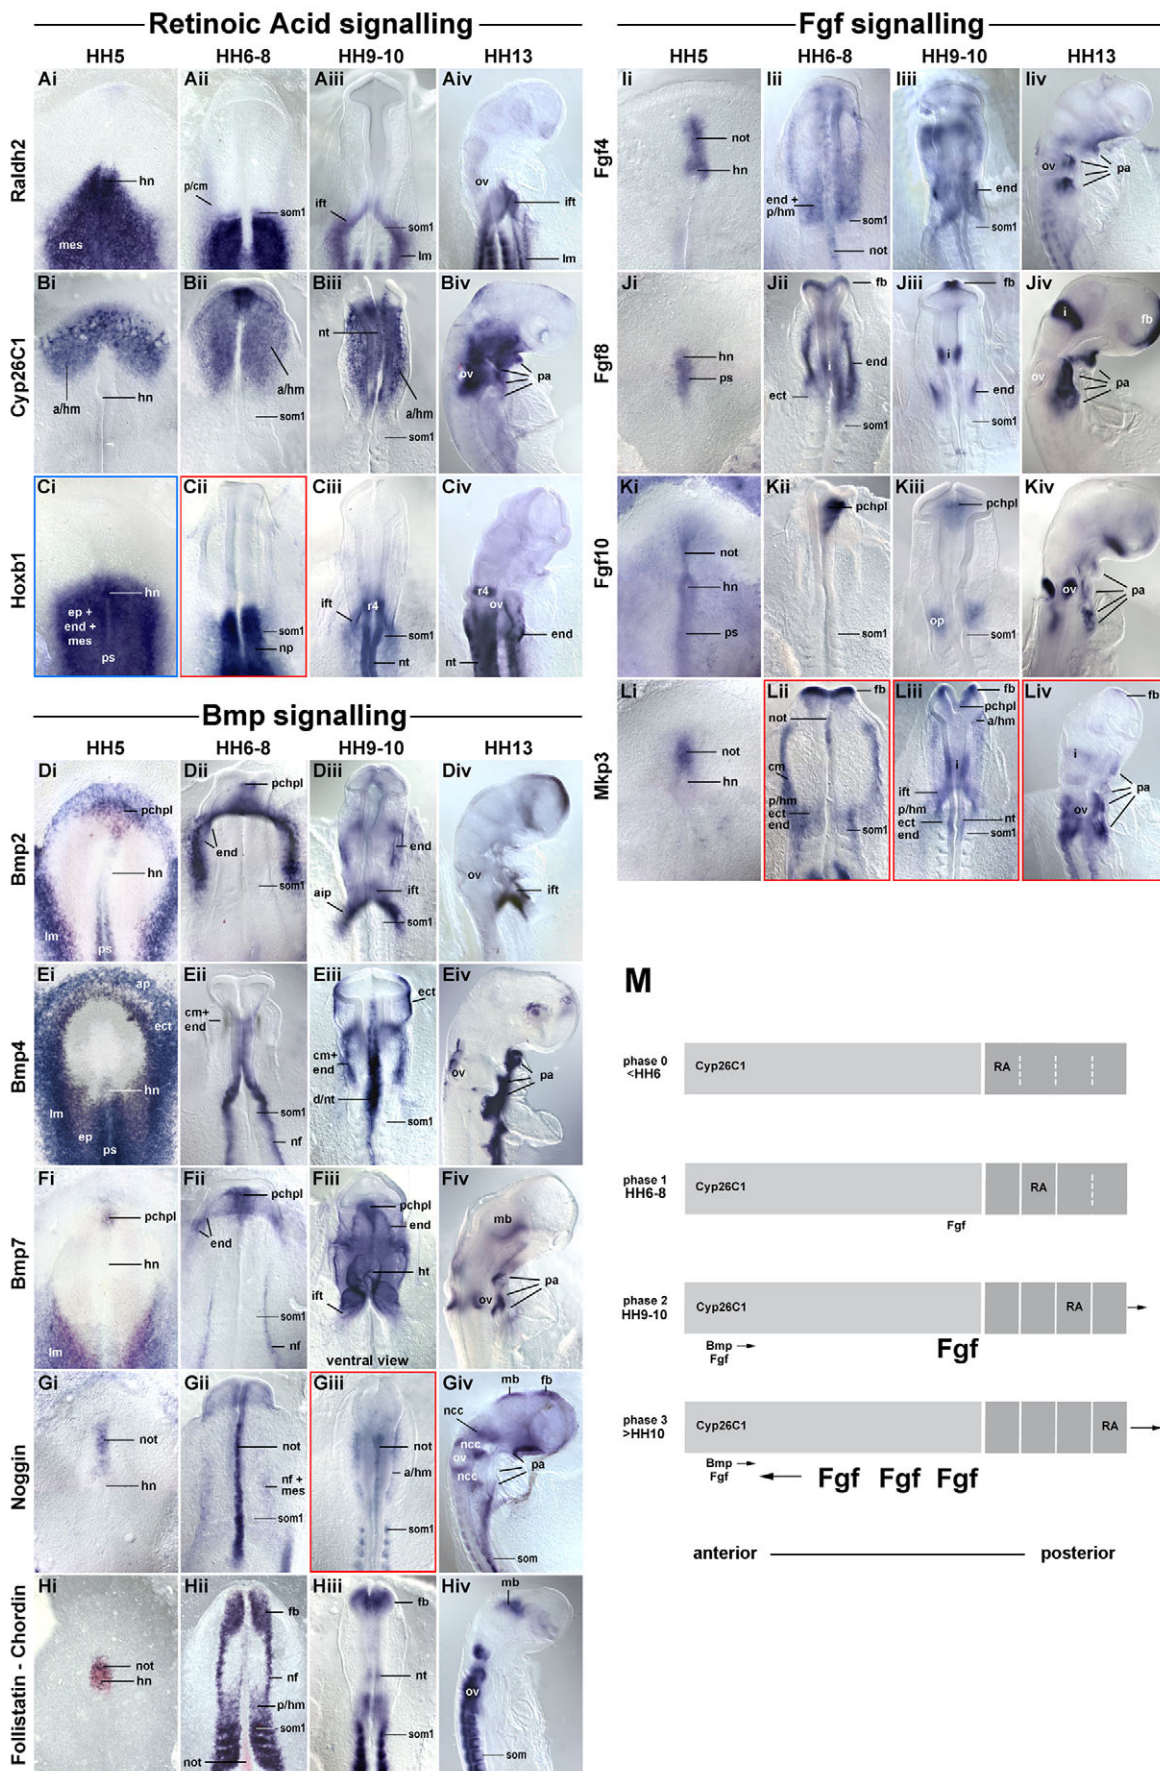 Retinoic Acid signalling
HH5 HH6-8 HH9-10 HH13
Raldh2
Ai Aii Aiii Aiv
hn mes
p/cm som1
ift som1 lm
ov ift lm
Cyp26C1
Bi Bii Biii Biv
a/hm hn
a/hm som1
nt a/hm som1
ov pa
Hoxb1
Ci Cii Ciii Civ
hn
ep +
end +
mes
ps
som1 np
r4 ift som1 nt
r4 ov end nt
Bmp signalling
HH5 HH6-8 HH9-10 HH13
Bmp2
Di Dii Diii Div
pchpl hn lm ps
pchpl end som1
end aip ift som1
ov ift
Bmp4
Ei Eii Eiii Eiv
ap ect hn lm ep ps
cm+
end
som1 nf
ect
cm+
end
d/nt som1
ov pa
Bmp7
Fi Fii Fiii Fiv
pchpl hn lm
pchpl end som1 nf
pchpl end ht ift
ventral view
mb pa ov
Noggin
Gi Gii Giii Giv
not hn
not
nf +
mes
som1
not a/hm som1
mb fb ncc ncc ov ncc pa som
Follistatin - Chordin
Hi Hii Hiii Hiv
not hn
fb nf p/hm som1 not
fb nt som1
mb ov som
Fgf signalling
HH5 HH6-8 HH9-10 HH13
Fgf4
Ii Iii Iiii Iiv
not hn
end +
p/hm
som1 not
end som1
ov pa
Fgf8
Ji Jii Jiii Jiv
hn ps
fb end i ect som1
fb i end som1
i fb ov pa
Fgf10
Ki Kii Kiii Kiv
not hn ps
pchpl som1
pchpl op som1
ov pa
Mkp3
Li Lii Liii Liv
not hn
fb not cm
p/hm
ect
end
som1
fb pchpl a/hm i ift
p/hm
ect
end
nt som1
fb i pa ov
M
phase 0
<HH6
Cyp26C1 RA
phase 1
HH6-8
Cyp26C1 RA
Fgf
phase 2
HH9-10
Cyp26C1 RA
Bmp
Fgf
Fgf
phase 3
>HH10
Cyp26C1 RA
Bmp
Fgf
Fgf Fgf Fgf
anterior posterior